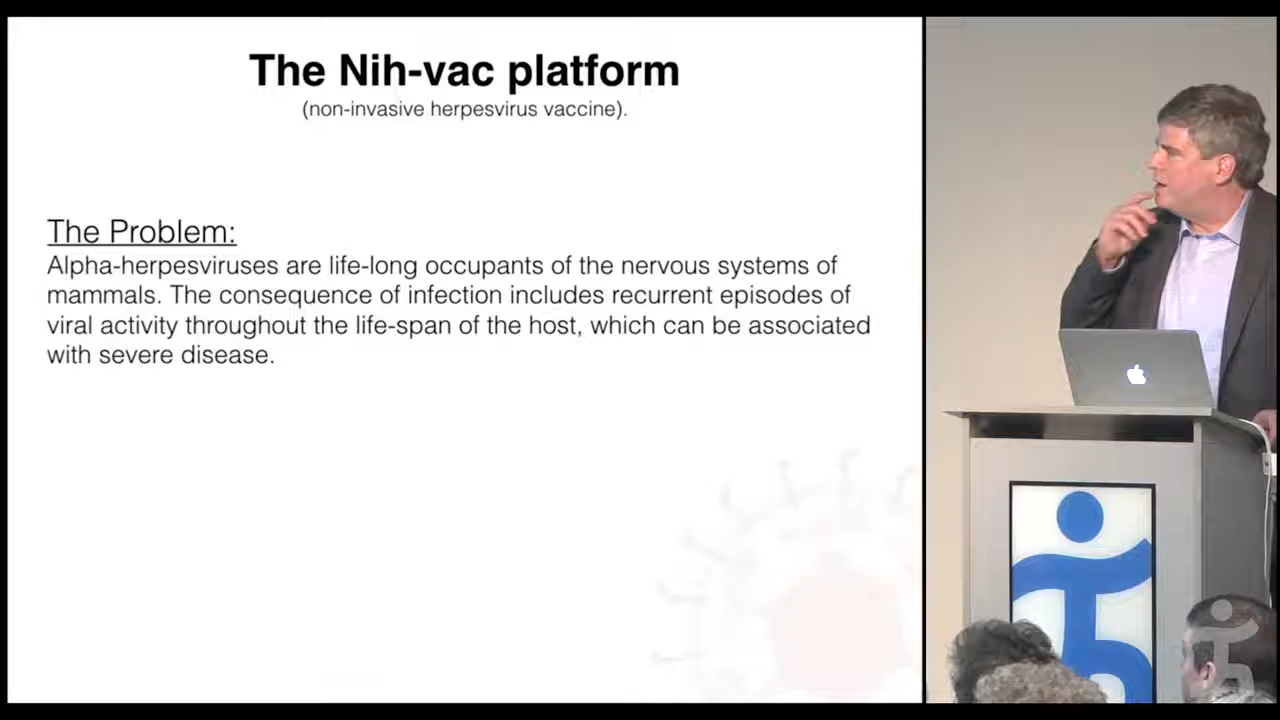 The Nih-vac platform
(non-invasive herpesvirus vaccine).
The Problem:
Alpha-herpesviruses are life-long occupants of the nervous systems of
mammals. The consequence of infection includes recurrent episodes of
viral activity throughout the life-span of the host, which can be associated
with severe disease.